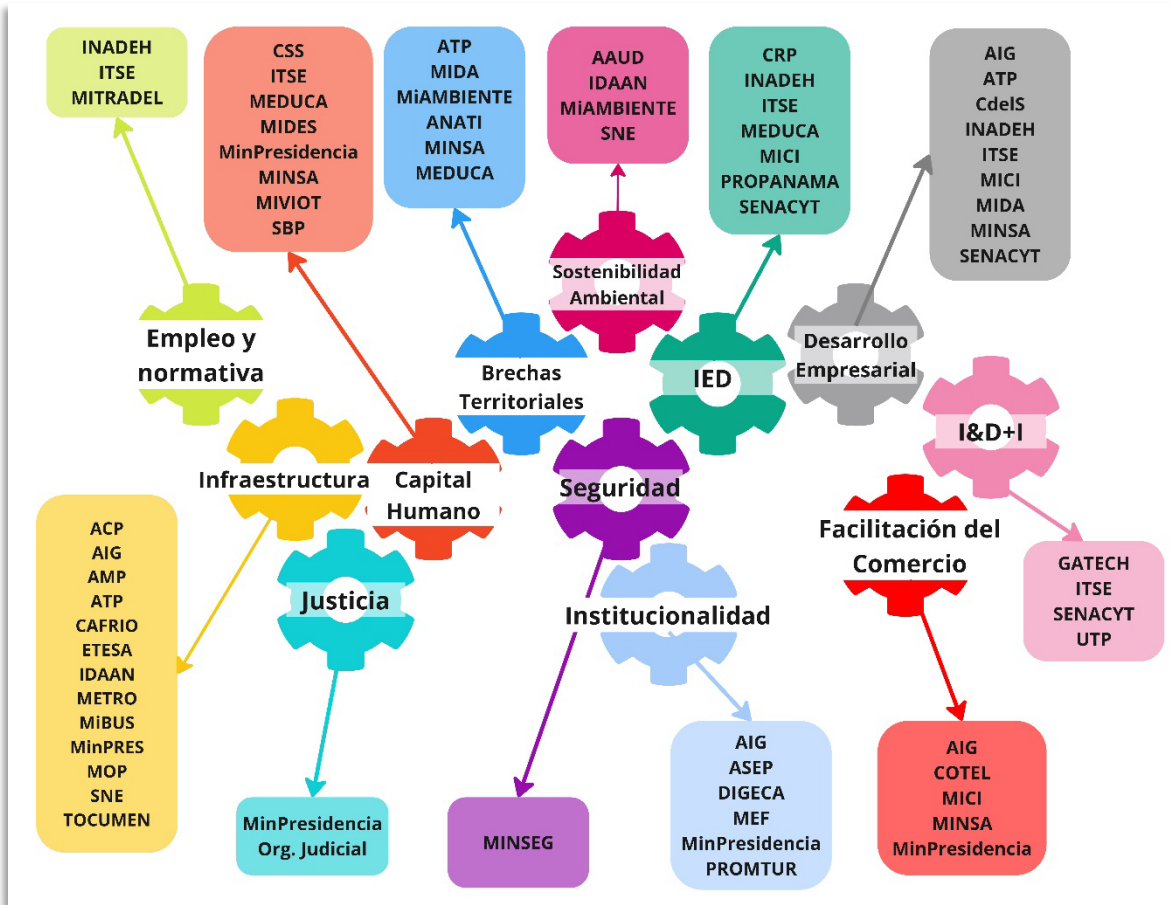 INADEH
ITSE
MITRADEL
CSS
ITSE
MEDUCA
MIDES
MinPresidencia
MINSA
MIVIOT
SBP
ATP
MIDA
MiAMBIENTE
ANATI
MINSA
MEDUCA
AAUD
IDAAN
MiAMBIENTE
SNE
CRP
INADEH
ITSE
MEDUCA
MICI
PROPANAMA
SENACYT
AIG
ATP
CdelS
INADEH
ITSE
MICI
MIDA
MINSA
SENACYT
Empleo y
normativa
Brechas
Territoriales
Sostenibilidad
Ambiental
IED
Desarrollo
Empresarial
I&D+I
Infraestructura
Capital
Humano
Seguridad
Facilitación del
Comercio
Justicia
Institucionalidad
ACP
AIG
AMP
ATP
CAFRIO
ETESA
IDAAN
METRO
MiBUS
MinPRES
MOP
SNE
TOCUMEN
MinPresidencia
Org. Judicial
MINSEG
AIG
ASEP
DIGECA
MEF
MinPresidencia
PROMTUR
AIG
COTEL
MICI
MINSA
MinPresidencia
GATECH
ITSE
SENACYT
UTP